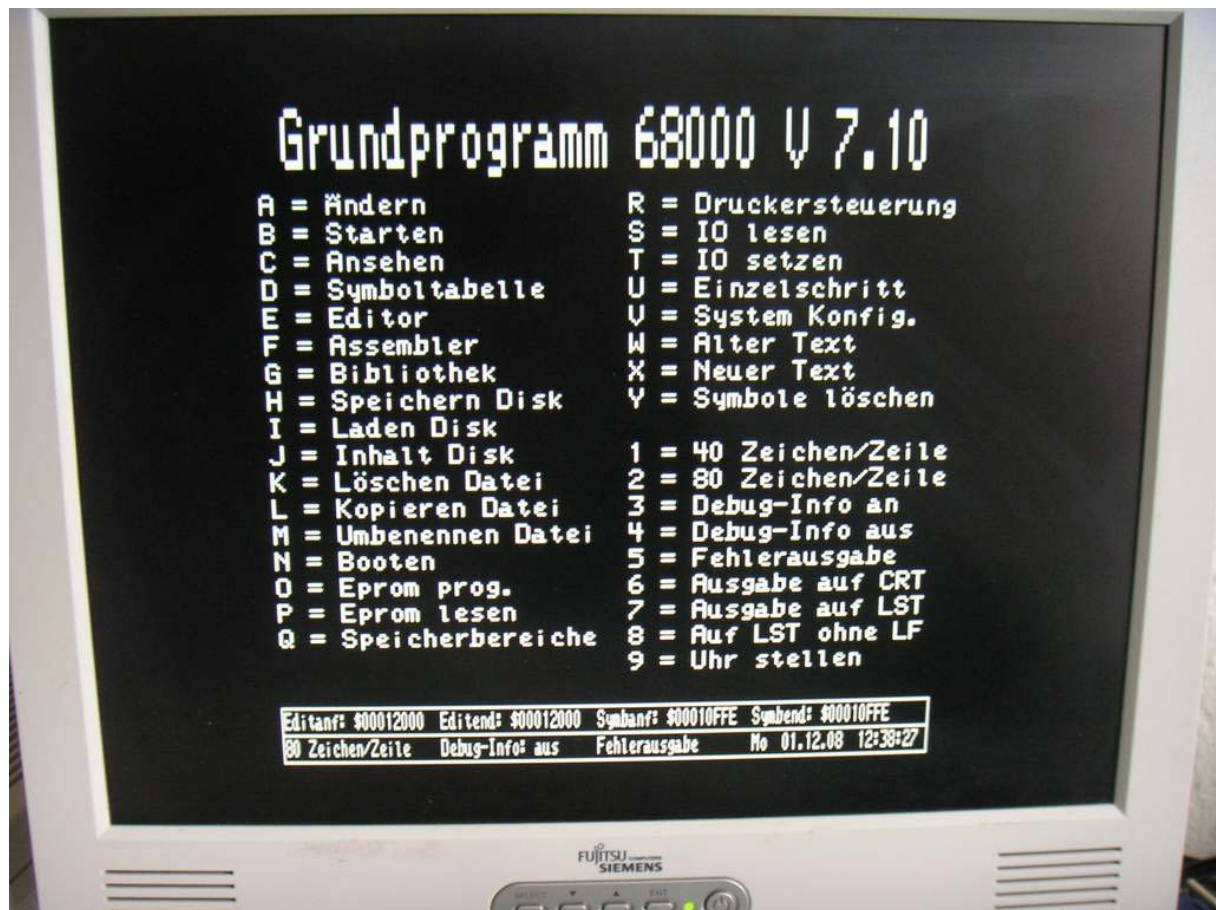 Grundprogramm 68000 V 7.10
A = Ändern
B = Starten
C = Ansehen
D = Symboltabelle
E = Editor
F = Assembler
G = Bibliothek
H = Speichern Disk
I = Laden Disk
J = Inhalt Disk
K = Löschen Datei
L = Kopieren Datei
M = Umbenennen Datei
N = Booten
O = Eprom prog.
P = Eprom lesen
Q = Speicherbereiche
R = Druckersteuerung
S = IO lesen
T = IO setzen
U = Einzelschritt
V = System Konfig.
W = Alter Text
X = Neuer Text
Y = Symbole löschen
1 = 40 Zeichen/Zeile
2 = 80 Zeichen/Zeile
3 = Debug-Info an
4 = Debug-Info aus
5 = Fehlerausgabe
6 = Ausgabe auf CRT
7 = Ausgabe auf LST
8 = Auf LST ohne LF
9 = Uhr stellen
Editanf: $00012000 Editend: $00012000 Symbanf: $00010FFE Symbend: $00010FFE
80 Zeichen/Zeile Debug-Info: aus Fehlerausgabe Mo 01.12.08 12:38:27
FUJITSU COMPUTERS
SIEMENS
SELECT ▼ ▲ EXIT